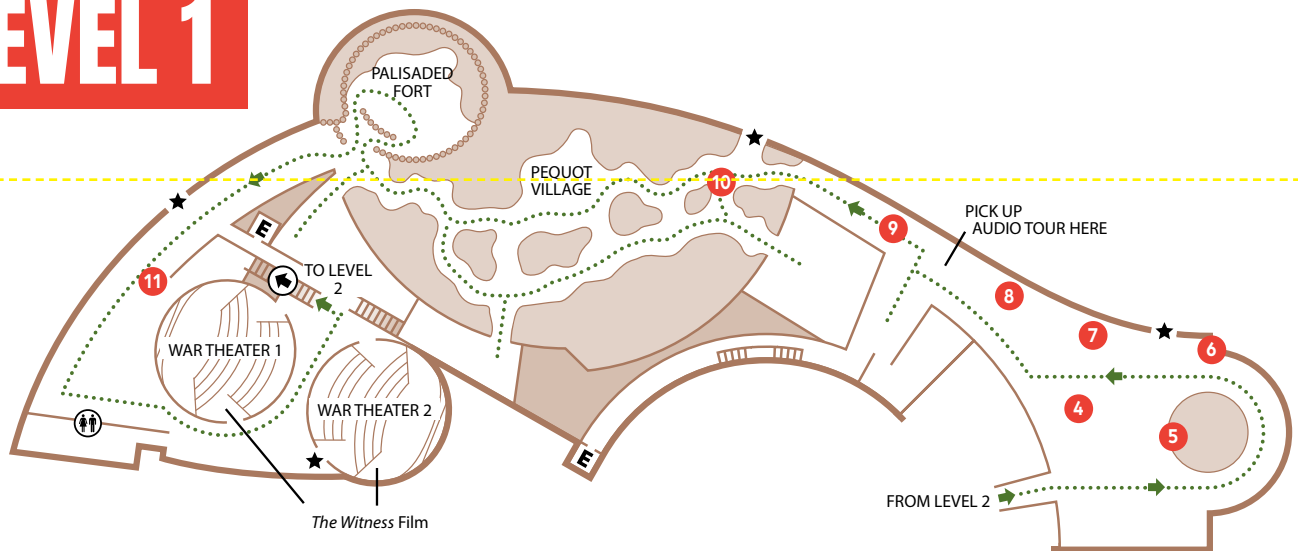 EVEL 1
PALISADED
FORT
PEQUOT
VILLAGE
10
9
PICK UP
AUDIO TOUR HERE
E
11
TO LEVEL
2
8
7
6
WAR THEATER 1
WAR THEATER 2
4
5
E
FROM LEVEL 2
The Witness Film